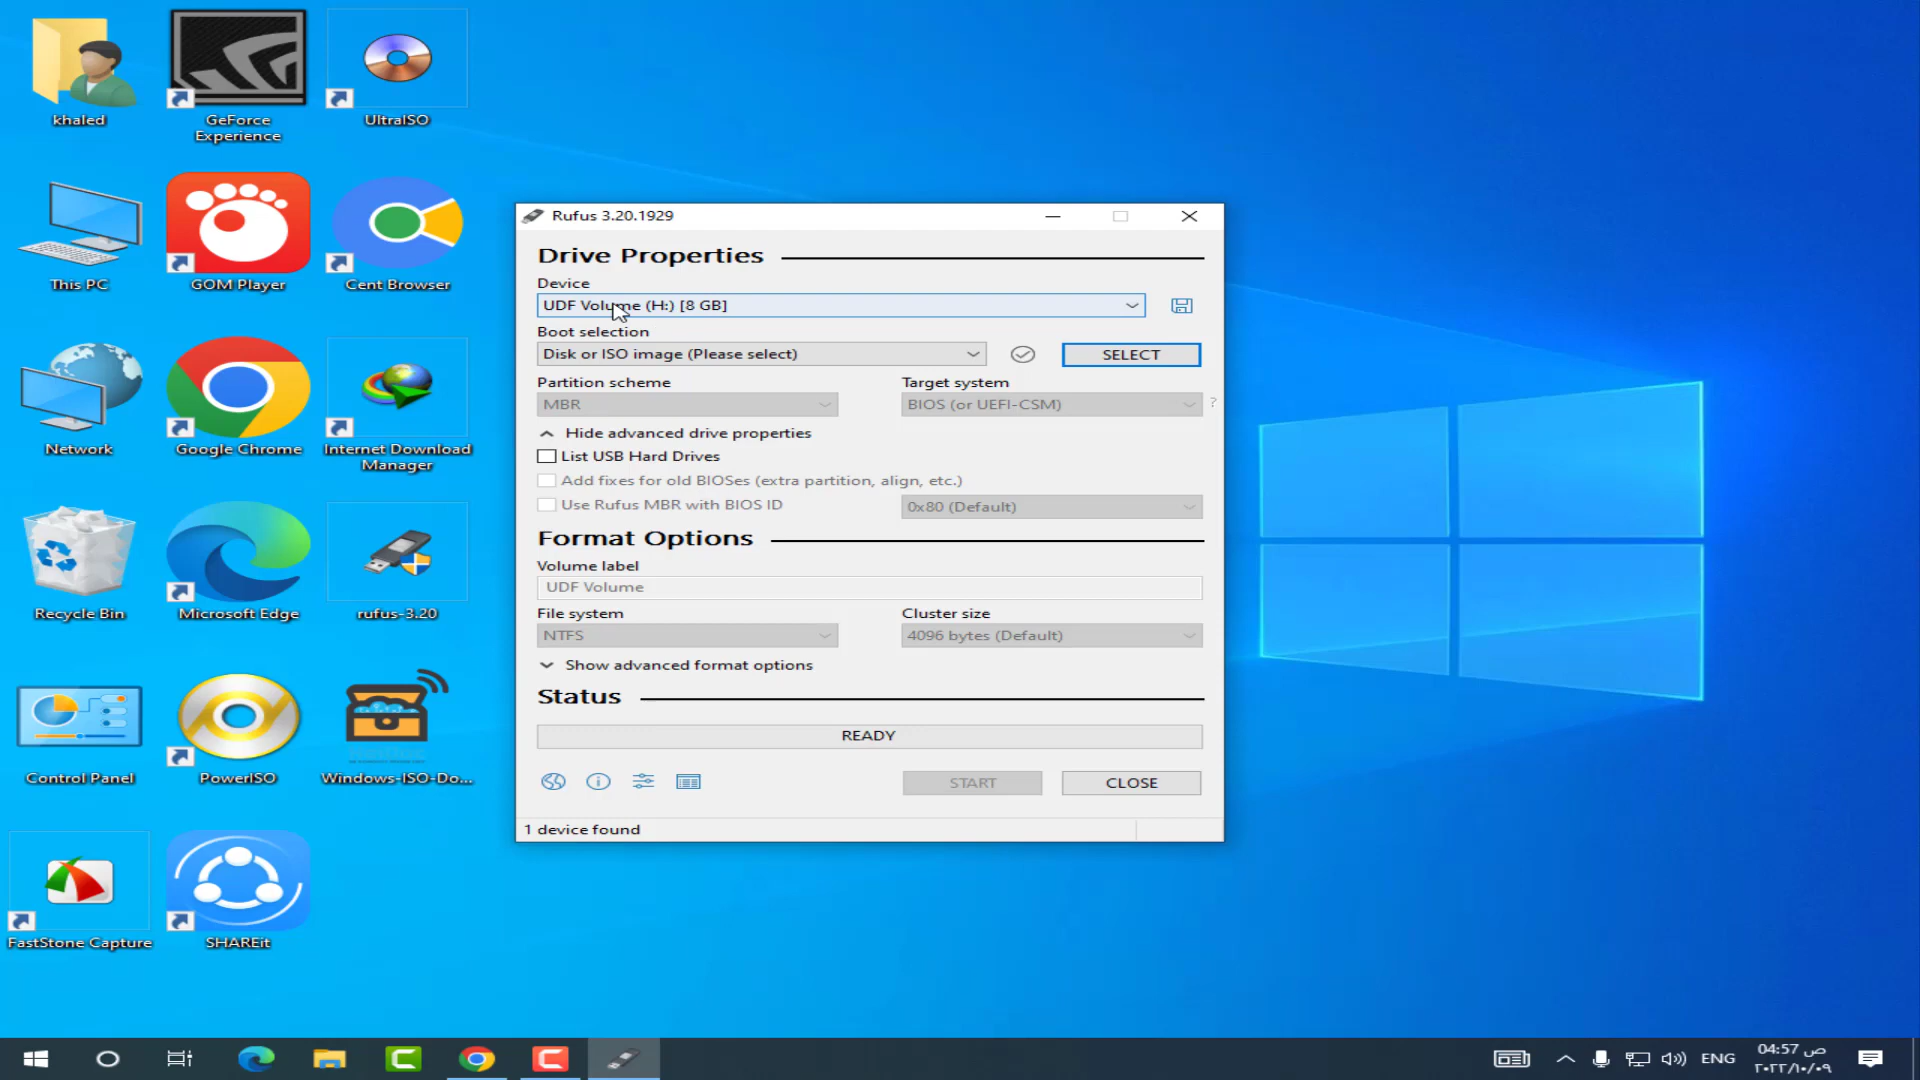 khaled
GeForce
Experience
UltraISO
This PC
GOM Player
Cent Browser
Network
Google Chrome
Internet Download
Manager
Recycle Bin
Microsoft Edge
rufus-3.20
Control Panel
PowerISO
Windows-ISO-Do...
FastStone Capture
SHAREit
Rufus 3.20.1929
Drive Properties
Device
UDF Volume (H:) [8 GB]
Boot selection
Disk or ISO image (Please select)
SELECT
Partition scheme
Target system
MBR
BIOS (or UEFI-CSM)
?
Hide advanced drive properties
List USB Hard Drives
Add fixes for old BIOSes (extra partition, align, etc.)
Use Rufus MBR with BIOS ID
0x80 (Default)
Format Options
Volume label
UDF Volume
File system
Cluster size
NTFS
4096 bytes (Default)
Show advanced format options
Status
READY
START
CLOSE
1 device found
ENG
04:57 ص
٢٠٢٢/١٠/٠٩